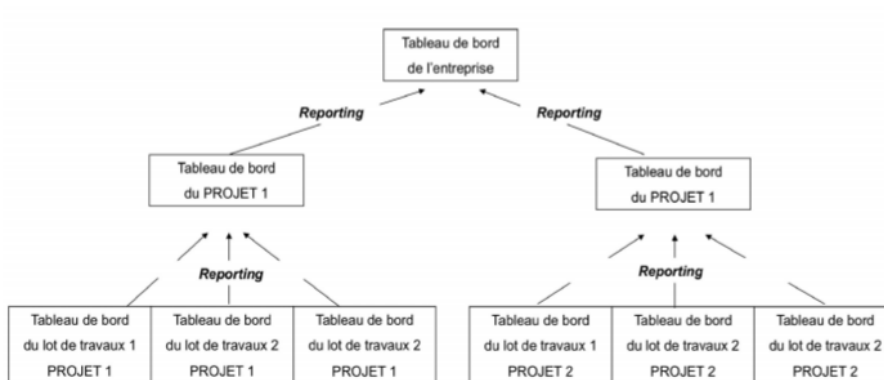 Tableau de bord
de l'entreprise
Reporting
Reporting
Tableau de bord
du PROJET 1
Tableau de bord
du PROJET 1
Reporting
Reporting
Tableau de bord
du lot de travaux 1
PROJET 1
Tableau de bord
du lot de travaux 2
PROJET 1
Tableau de bord
du lot de travaux 2
PROJET 1
Tableau de bord
du lot de travaux 1
PROJET 2
Tableau de bord
du lot de travaux 2
PROJET 2
Tableau de bord
du lot de travaux 2
PROJET 2